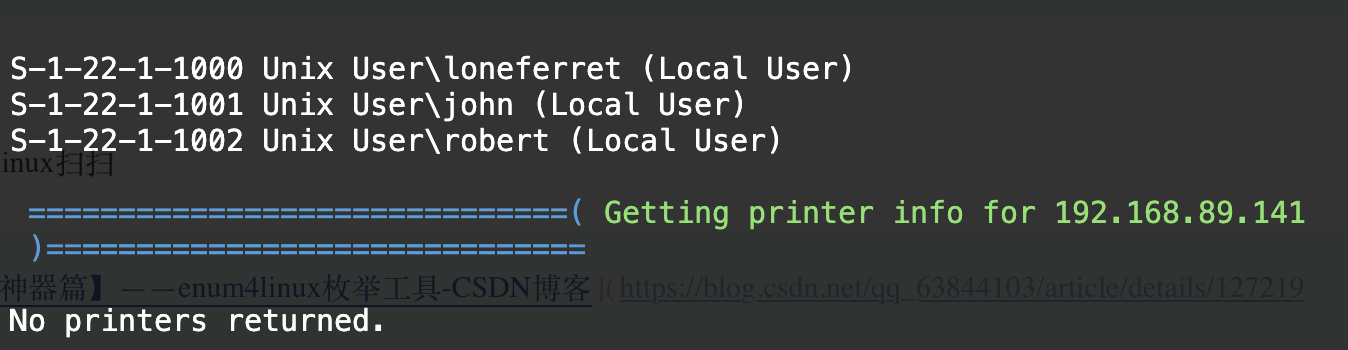 S-1-22-1-1000 Unix User\loneferret (Local User)
S-1-22-1-1001 Unix User\john (Local User)
S-1-22-1-1002 Unix User\robert (Local User)
inux扫扫
==============================( Getting printer info for 192.168.89.141
)==============================
神器篇】——enum4linux枚举工具-CSDN博客](https://blog.csdn.net/qq_63844103/article/details/127219
No printers returned.